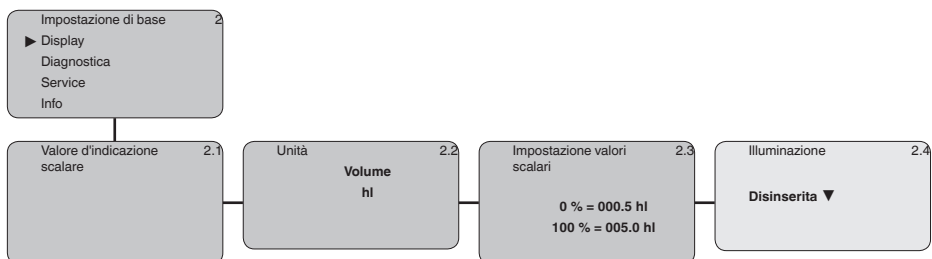 Impostazione di base 2
▶ Display
Diagnostica
Service
Info
Valore d'indicazione 2.1
scalare
Unità 2.2
Volume
hl
Impostazione valori 2.3
scalari
0 % = 000.5 hl
100 % = 005.0 hl
Illuminazione 2.4
Disinserita ▼